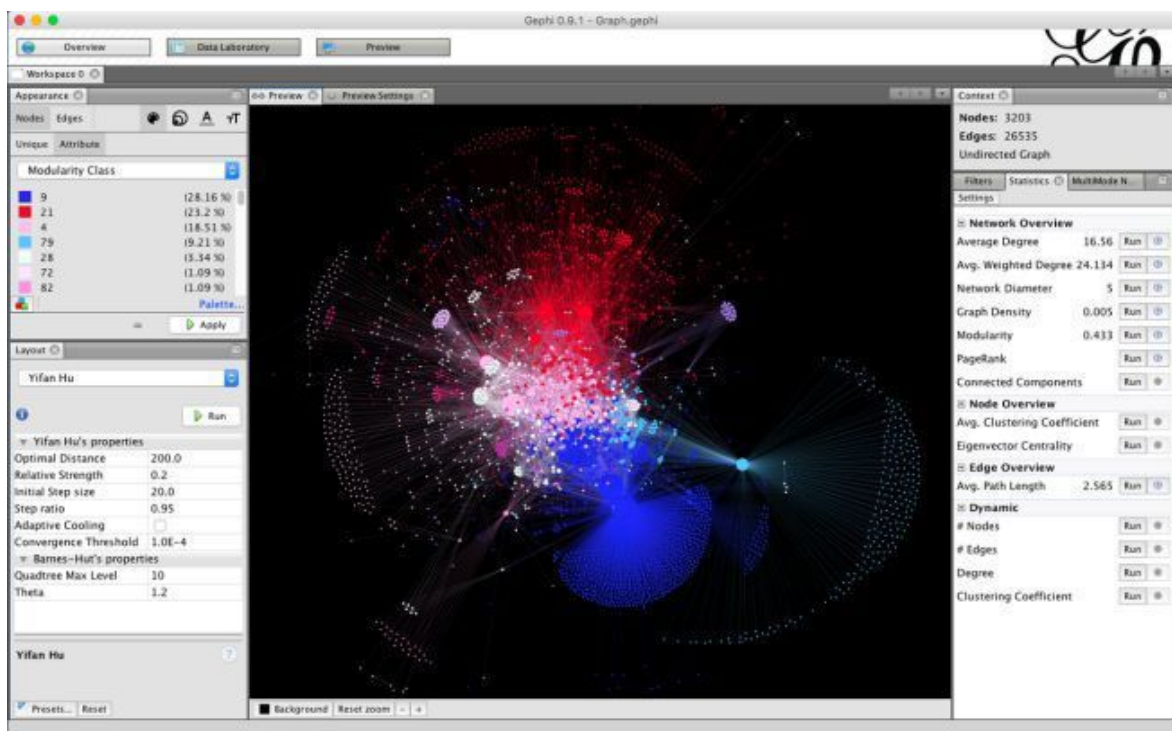 Gephi 0.9.1 - Graph.gephi
Overview
Data Laboratory
Preview
Workspace 0
Appearance
Nodes Edges
Unique Attribute
Modularity Class
9 (28.16 %)
21 (23.2 %)
4 (18.51 %)
79 (9.21 %)
28 (3.34 %)
72 (1.09 %)
82 (1.09 %)
Palette...
Apply
Layout
Yifan Hu
Run
Yifan Hu's properties
Optimal Distance 200.0
Relative Strength 0.2
Initial Step size 20.0
Step ratio 0.95
Adaptive Cooling
Convergence Threshold 1.0E-4
Barnes-Hut's properties
Quadtree Max Level 10
Theta 1.2
Yifan Hu
Presets... Reset
Preview
Preview Settings
Background Reset zoom - +
Context
Nodes: 3203
Edges: 26535
Undirected Graph
Filters Statistics MultiMode N...
Settings
Network Overview
Average Degree 16.56 Run
Avg. Weighted Degree 24.134 Run
Network Diameter 5 Run
Graph Density 0.005 Run
Modularity 0.433 Run
PageRank Run
Connected Components Run
Node Overview
Avg. Clustering Coefficient Run
Eigenvector Centrality Run
Edge Overview
Avg. Path Length 2.565 Run
Dynamic
# Nodes Run
# Edges Run
Degree Run
Clustering Coefficient Run